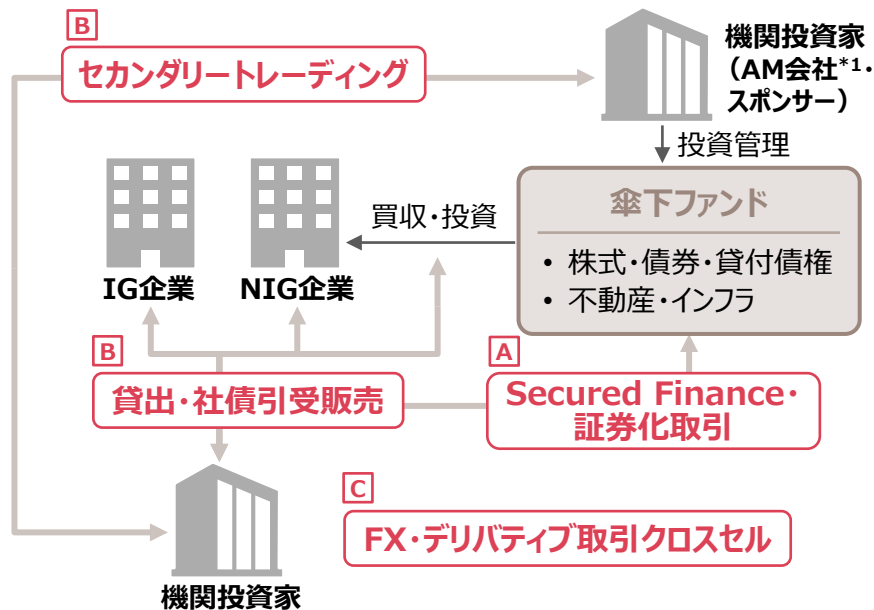 B
セカンダリートレーディング
機関投資家
（AM会社*1・
スポンサー）
投資管理
傘下ファンド
• 株式・債券・貸付債権
• 不動産・インフラ
買収・投資
IG企業
NIG企業
B
貸出・社債引受販売
A
Secured Finance・
証券化取引
C
FX・デリバティブ取引クロスセル
機関投資家